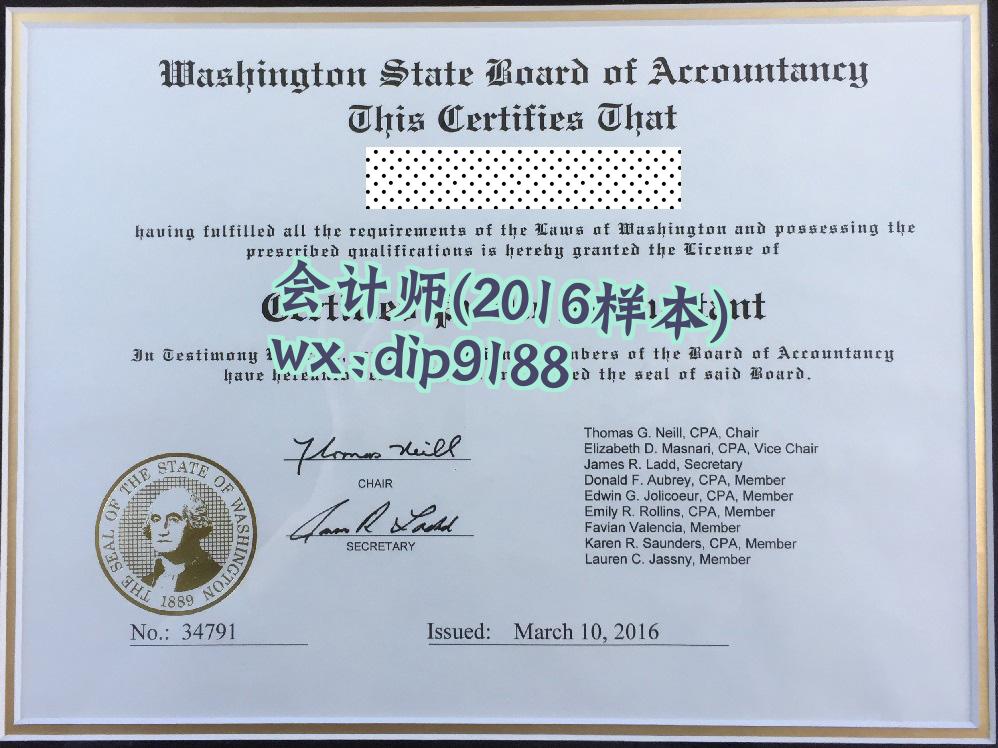 Washington State Board of Accountancy
This Certifies That
having fulfilled all the requirements of the Laws of Washington and possessing the
prescribed qualifications is hereby granted the License of
会计师(2016样本)
wx:dip9188
In Testimony members of the Board of Accountancy
have the seal of said Board.
Thomas Neill
CHAIR
James R Ladd
SECRETARY
Thomas G. Neill, CPA, Chair
Elizabeth D. Masnari, CPA, Vice Chair
James R. Ladd, Secretary
Donald F. Aubrey, CPA, Member
Edwin G. Jolicoeur, CPA, Member
Emily R. Rollins, CPA, Member
Favian Valencia, Member
Karen R. Saunders, CPA, Member
Lauren C. Jassny, Member
THE SEAL OF THE STATE OF WASHINGTON
1889
No.: 34791
Issued: March 10, 2016